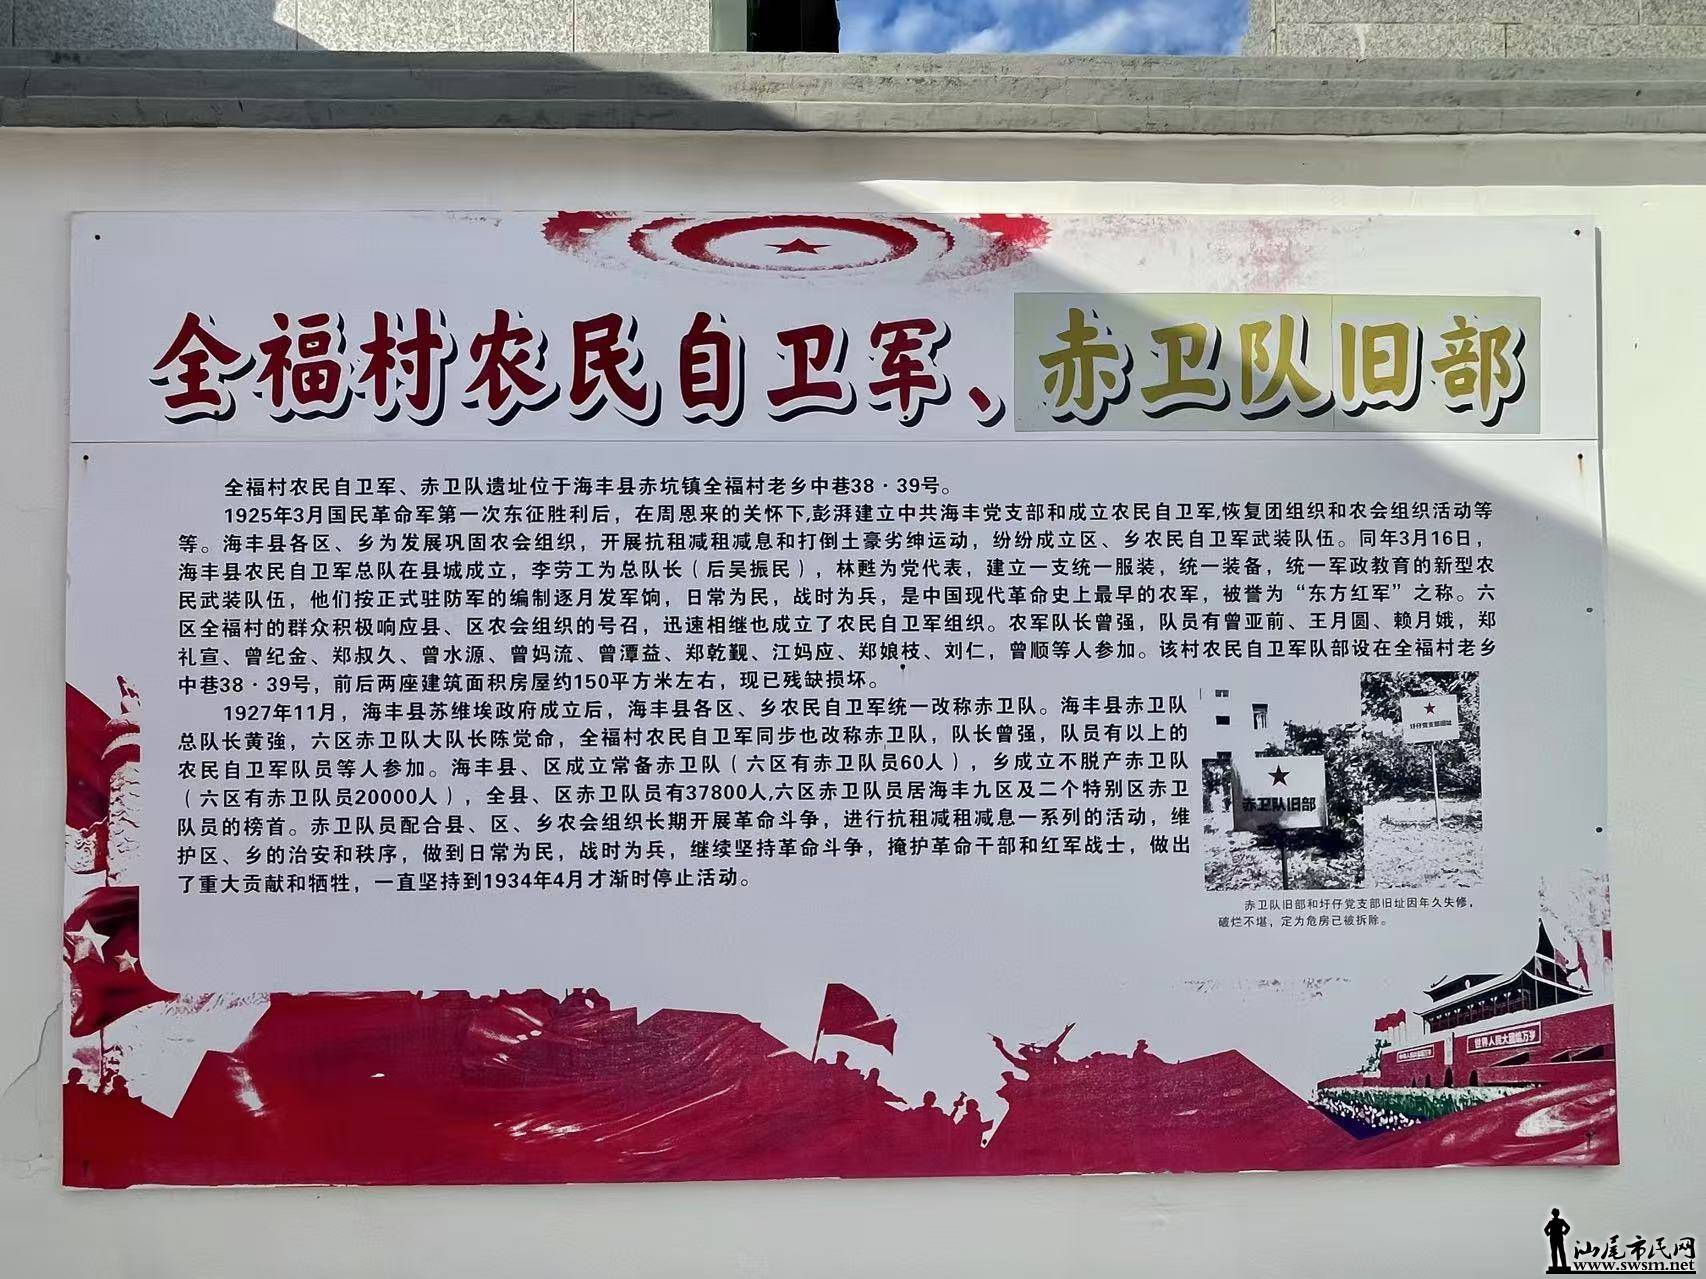 全福村农民自卫军、赤卫队旧部
全福村农民自卫军、赤卫队遗址位于海丰县赤坑镇全福村老乡中巷38·39号。
1925年3月国民革命军第一次东征胜利后，在周恩来的关怀下,彭湃建立中共海丰党支部和成立农民自卫军,恢复团组织和农会组织活动等
等。海丰县各区、乡为发展巩固农会组织，开展抗租减租减息和打倒土豪劣绅运动，纷纷成立区、乡农民自卫军武装队伍。同年3月16日，
海丰县农民自卫军总队在县城成立，李劳工为总队长（后吴振民），林甦为党代表，建立一支统一服装，统一装备，统一军政教育的新型农
民武装队伍，他们按正式驻防军的编制逐月发军饷，日常为民，战时为兵，是中国现代革命史上最早的农军，被誉为“东方红军”之称。六
区全福村的群众积极响应县、区农会组织的号召，迅速相继也成立了农民自卫军组织。农军队长曾强，队员有曾亚前、王月圆、赖月娥，郑
礼宣、曾纪金、郑叔久、曾水源、曾妈流、曾潭益、郑乾觐、江妈应、郑娘枝、刘仁，曾顺等人参加。该村农民自卫军队部设在全福村老乡
中巷38·39号，前后两座建筑面积房屋约150平方米左右，现已残缺损坏。
1927年11月，海丰县苏维埃政府成立后，海丰县各区、乡农民自卫军统一改称赤卫队。海丰县赤卫队
总队长黄強，六区赤卫队大队长陈觉命，全福村农民自卫军同步也改称赤卫队，队长曾强，队员有以上的
农民自卫军队员等人参加。海丰县、区成立常备赤卫队（六区有赤卫队员60人），乡成立不脱产赤卫队
（六区有赤卫队员20000人），全县、区赤卫队员有37800人,六区赤卫队员居海丰九区及二个特别区赤卫
队员的榜首。赤卫队员配合县、区、乡农会组织长期开展革命斗争，进行抗租减租减息一系列的活动，维
护区、乡的治安和秩序，做到日常为民，战时为兵，继续坚持革命斗争，掩护革命干部和红军战士，做出
了重大贡献和牺牲，一直坚持到1934年4月才渐时停止活动。
赤卫队旧部
圩仔党支部旧址
赤卫队旧部和圩仔党支部旧址因年久失修，
破烂不堪，定为危房已被拆除。
世界人民大团结万岁
汕尾市民网
www.swsm.net